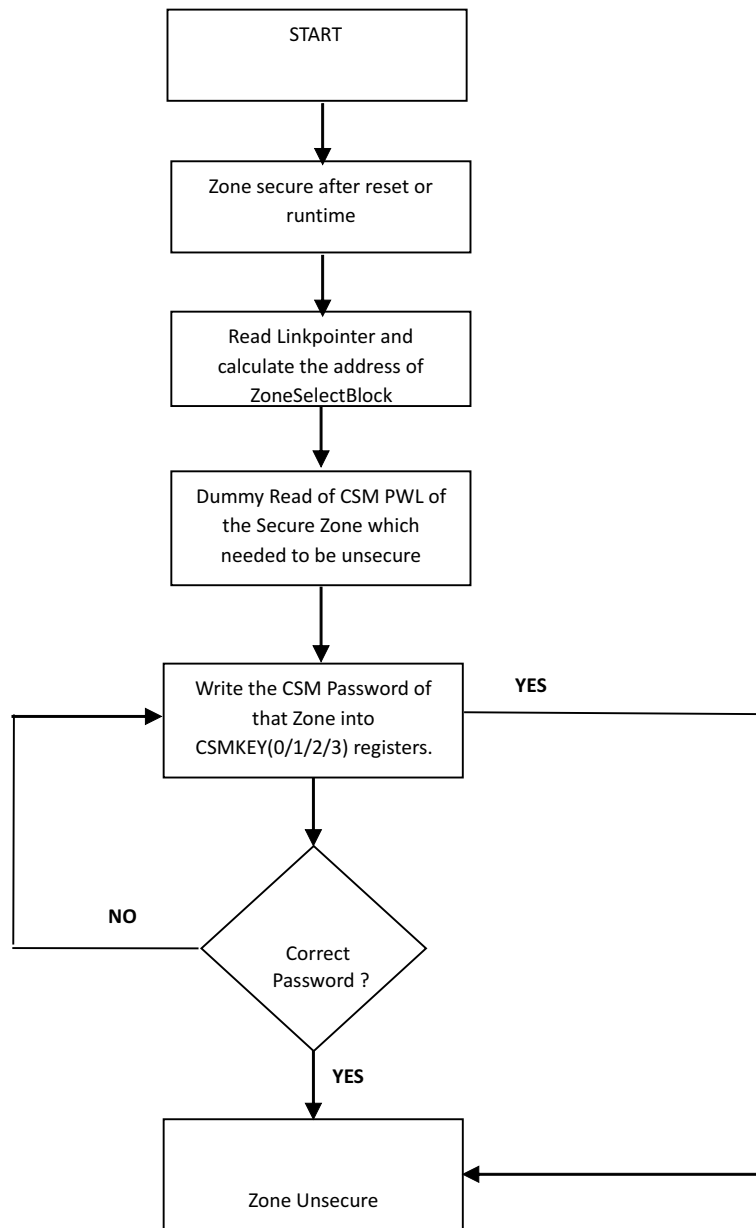 START
Zone secure after reset or
runtime
Read Linkpointer and
calculate the address of
ZoneSelectBlock
Dummy Read of CSM PWL of
the Secure Zone which
needed to be unsecure
Write the CSM Password of
that Zone into
CSMKEY(0/1/2/3) registers.
YES
NO
Correct
Password ?
YES
Zone Unsecure